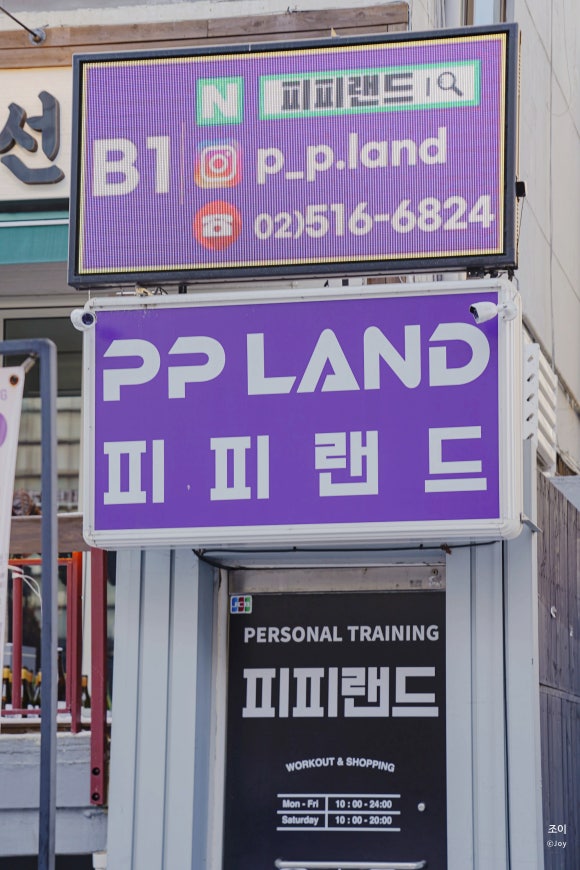 선
N 피피랜드
B1 p_p.land
02)516-6824
PP LAND
피피랜드
JCB
PERSONAL TRAINING
피피랜드
WORKOUT & SHOPPING
Mon - Fri 10 : 00 - 24:00
Saturday 10 : 00 - 20:00
조이
©Joy